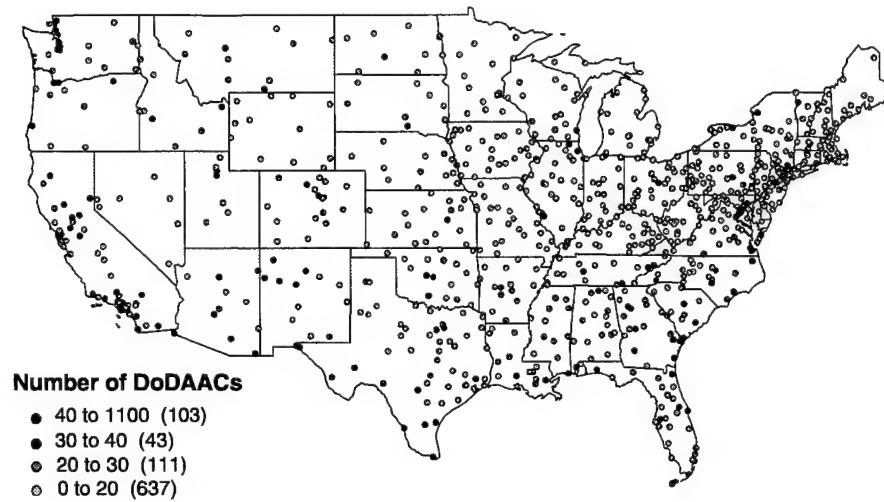 Number of DoDAACs
40 to 1100 (103)
30 to 40 (43)
20 to 30 (111)
0 to 20 (637)